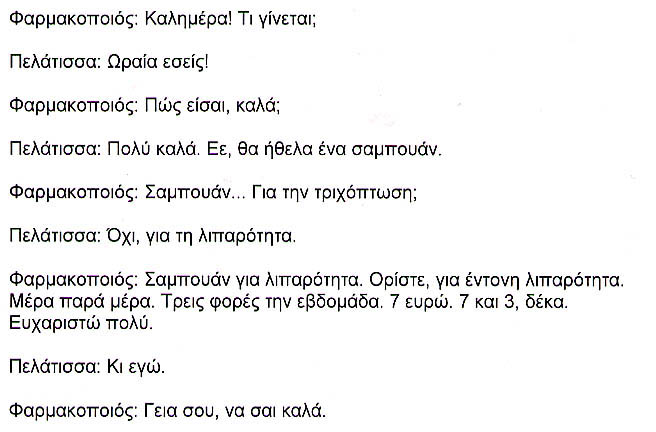 Φαρμακοποιός: Καλημέρα! Τι γίνεται;
Πελάτισσα: Ωραία εσείς!
Φαρμακοποιός: Πώς είσαι, καλά;
Πελάτισσα: Πολύ καλά. Εε, θα ήθελα ένα σαμπουάν.
Φαρμακοποιός: Σαμπουάν... Για την τριχόπτωση;
Πελάτισσα: Όχι, για τη λιπαρότητα.
Φαρμακοποιός: Σαμπουάν για λιπαρότητα. Ορίστε, για έντονη λιπαρότητα.
Μέρα παρά μέρα. Τρεις φορές την εβδομάδα. 7 ευρώ. 7 και 3, δέκα.
Ευχαριστώ πολύ.
Πελάτισσα: Κι εγώ.
Φαρμακοποιός: Γεια σου, να σαι καλά.